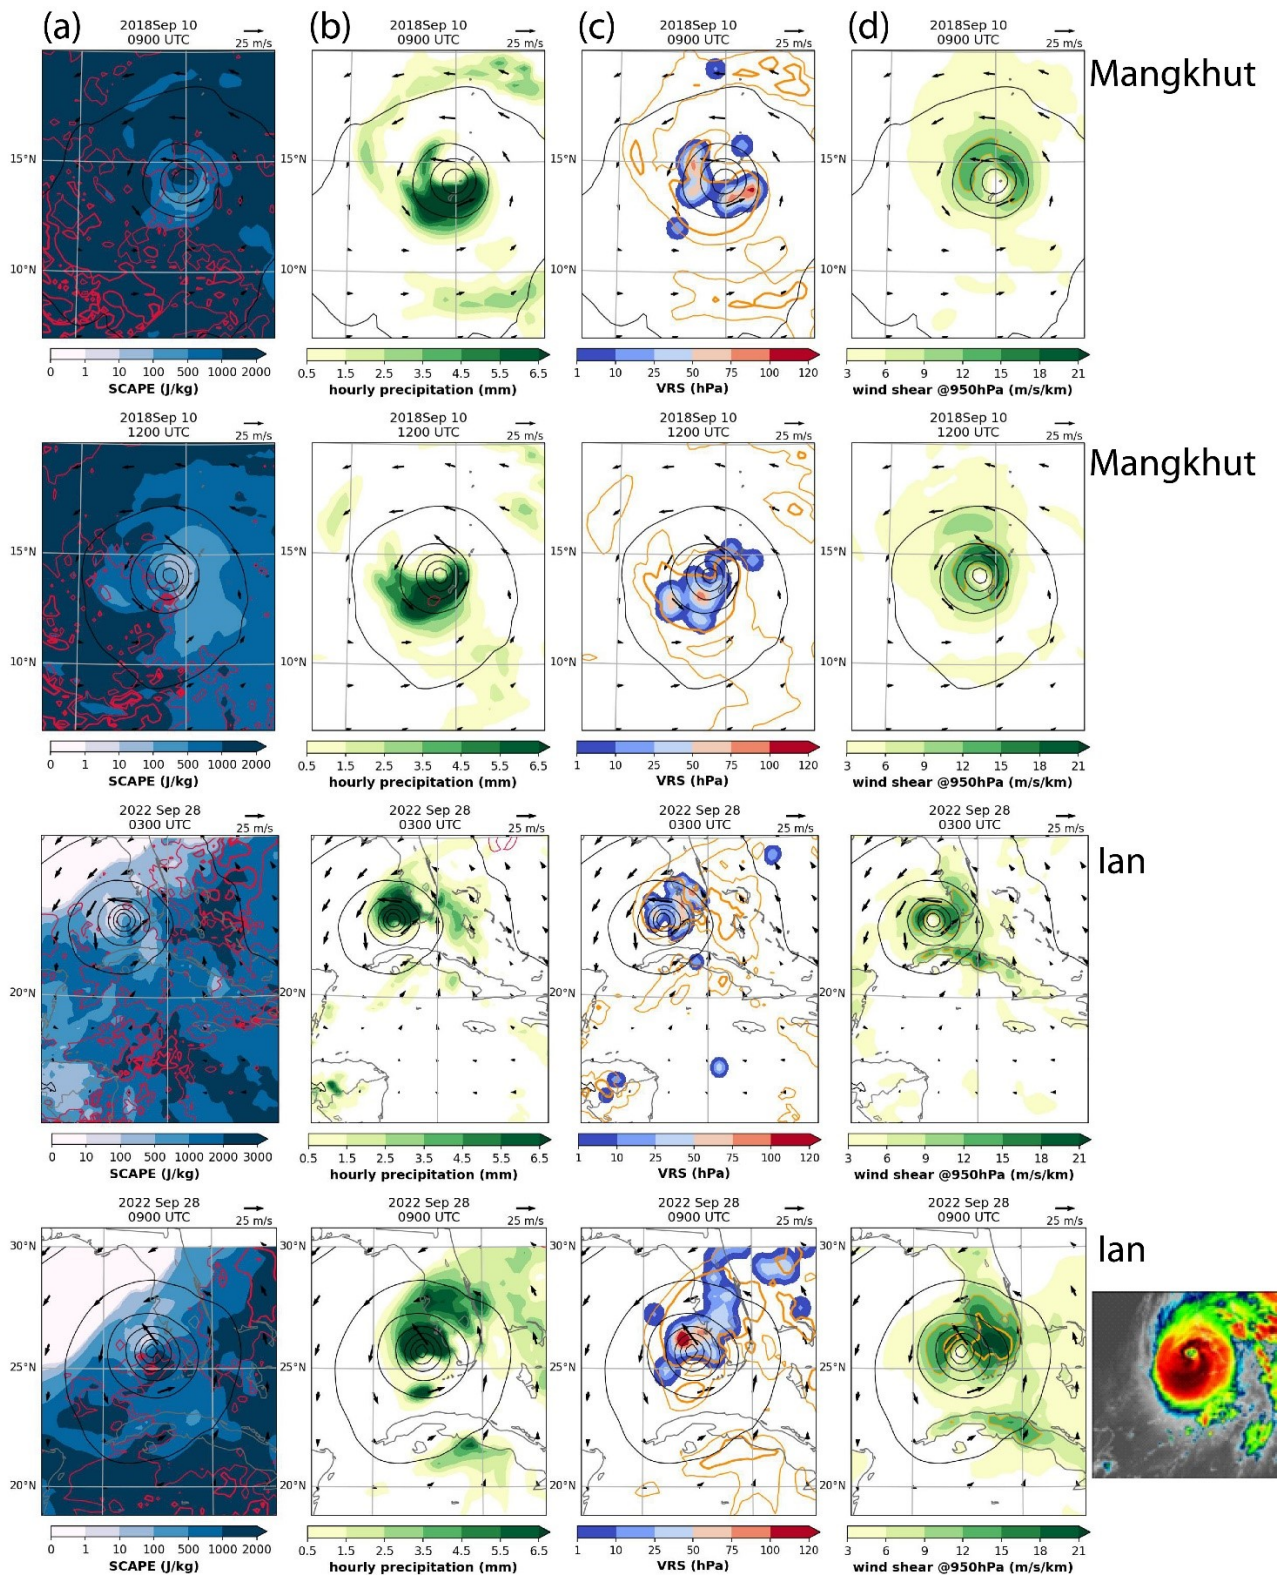 (a) (b) (c) (d)
2018Sep 10 2018Sep 10 2018Sep 10 2018Sep 10
0900 UTC 25 m/s 0900 UTC 25 m/s 0900 UTC 25 m/s 0900 UTC 25 m/s
Mangkhut
15°N 15°N
10°N 10°N
0 1 10 100 500 1000 2000 0.5 1.5 2.5 3.5 4.5 5.5 6.5 1 10 25 50 75 100 120 3 6 9 12 15 18 21
SCAPE (J/kg) hourly precipitation (mm) VRS (hPa) wind shear @950hPa (m/s/km)
2018Sep 10 2018Sep 10 2018Sep 10 2018Sep 10
1200 UTC 25 m/s 1200 UTC 25 m/s 1200 UTC 25 m/s 1200 UTC 25 m/s
Mangkhut
15°N 15°N
10°N 10°N
0 1 10 100 500 1000 2000 0.5 1.5 2.5 3.5 4.5 5.5 6.5 1 10 25 50 75 100 120 3 6 9 12 15 18 21
SCAPE (J/kg) hourly precipitation (mm) VRS (hPa) wind shear @950hPa (m/s/km)
2022 Sep 28 2022 Sep 28 2022 Sep 28 2022 Sep 28
0300 UTC 25 m/s 0300 UTC 25 m/s 0300 UTC 25 m/s 0300 UTC 25 m/s
Ian
20°N 20°N
0 10 100 500 1000 2000 3000 0.5 1.5 2.5 3.5 4.5 5.5 6.5 1 10 25 50 75 100 120 3 6 9 12 15 18 21
SCAPE (J/kg) hourly precipitation (mm) VRS (hPa) wind shear @950hPa (m/s/km)
2022 Sep 28 2022 Sep 28 2022 Sep 28 2022 Sep 28
0900 UTC 25 m/s 0900 UTC 25 m/s 0900 UTC 25 m/s 0900 UTC 25 m/s
Ian
30°N 30°N
25°N 25°N
20°N 20°N
0 1 10 100 500 1000 2000 0.5 1.5 2.5 3.5 4.5 5.5 6.5 1 10 25 50 75 100 120 3 6 9 12 15 18 21
SCAPE (J/kg) hourly precipitation (mm) VRS (hPa) wind shear @950hPa (m/s/km)